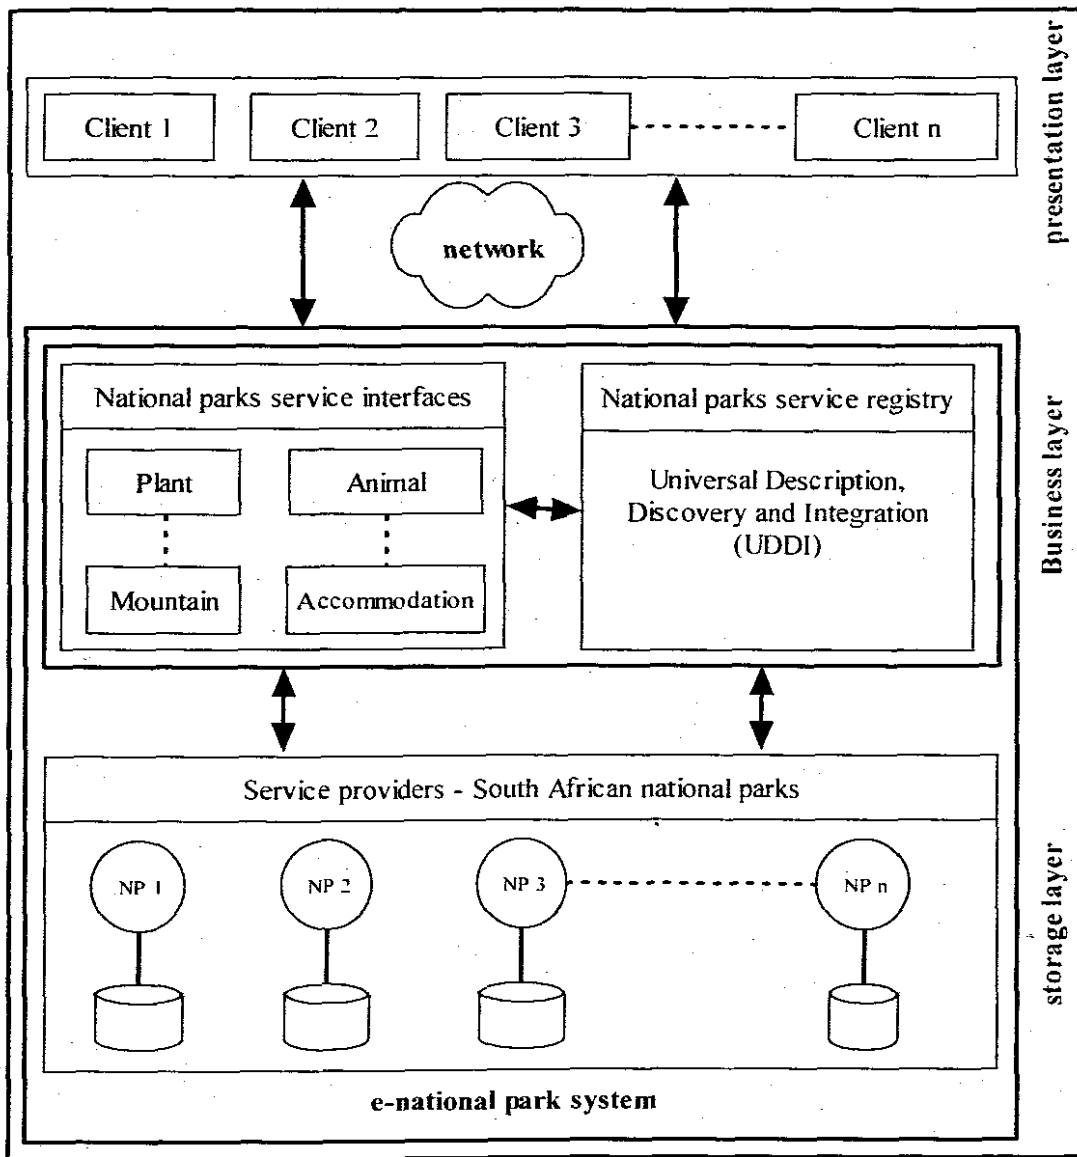 presentation layer
Client 1
Client 2
Client 3
Client n
network
Business layer
National parks service interfaces
Plant
Animal
Mountain
Accommodation
National parks service registry
Universal Description,
Discovery and Integration
(UDDI)
storage layer
Service providers - South African national parks
NP 1
NP 2
NP 3
NP n
e-national park system